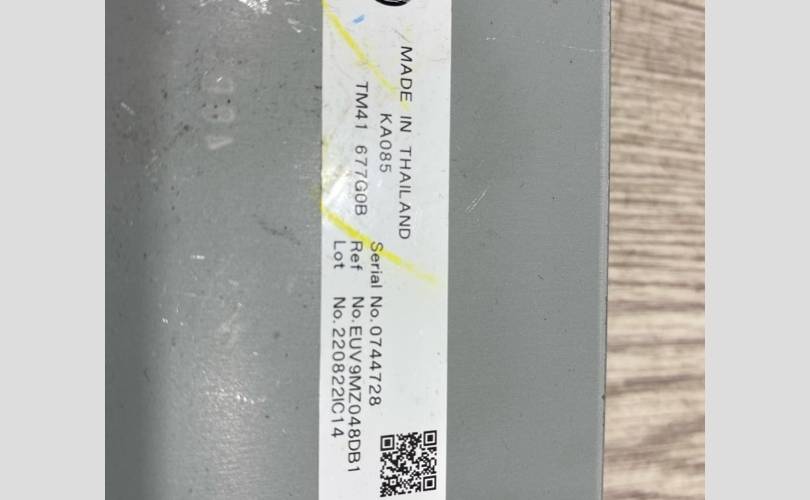 MADE IN THAILAND
KA085
TM41 677G0B
Serial No.0744728
Ref No.EUV9MZ048DB1
Lot No.220822IC14